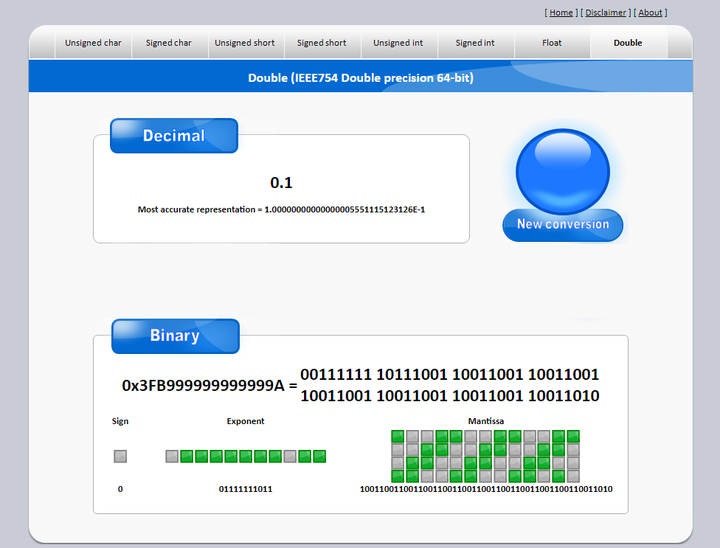 [ Home ] [ Disclaimer ] [ About ]
Unsigned char Signed char Unsigned short Signed short Unsigned int Signed int Float Double
Double (IEEE754 Double precision 64-bit)
Decimal
0.1
Most accurate representation = 1.00000000000000005551115123126E-1
New conversion
Binary
0x3FB999999999999A = 00111111 10111001 10011001 10011001
10011001 10011001 10011001 10011010
Sign Exponent Mantissa
0 01111111011 1001100110011001100110011001100110011001100110011010